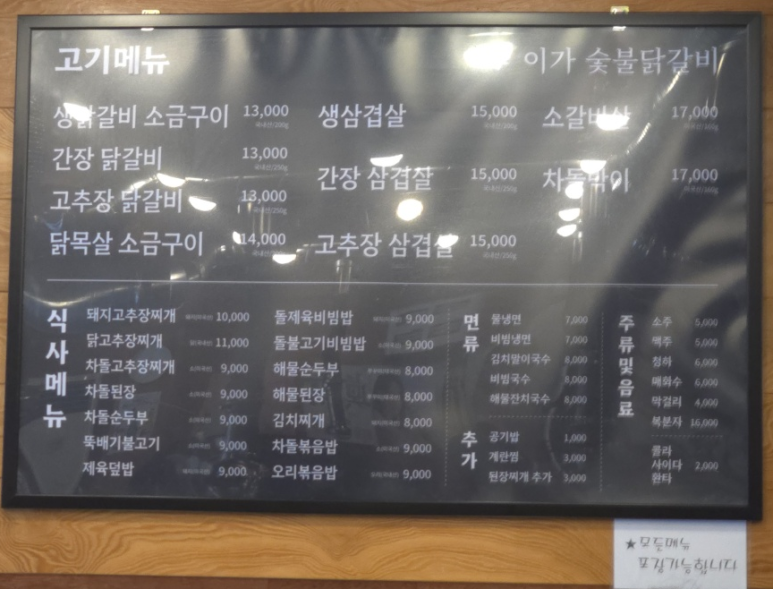 고기메뉴
이가 숯불닭갈비
생닭갈비 소금구이 13,000
간장 닭갈비 13,000
고추장 닭갈비 13,000
닭목살 소금구이 14,000
생삼겹살 15,000
간장 삼겹살 15,000
고추장 삼겹살 15,000
소갈비살 17,000
차돌박이 17,000
식사메뉴
돼지고추장찌개 10,000
닭고추장찌개 11,000
차돌고추장찌개 9,000
차돌된장 9,000
차돌순두부 9,000
뚝배기불고기 9,000
제육덮밥 9,000
돌제육비빔밥 9,000
돌불고기비빔밥 9,000
해물순두부 8,000
해물된장 8,000
김치찌개 8,000
차돌볶음밥 9,000
오리볶음밥 9,000
면류
물냉면 7,000
비빔냉면 7,000
김치말이국수 8,000
비빔국수 8,000
해물잔치국수 8,000
추가
공기밥 1,000
계란찜 3,000
된장찌개 추가 3,000
주류 및 음료
소주 5,000
맥주 5,000
청하 6,000
매화수 6,000
막걸리 4,000
복분자 16,000
콜라
사이다 2,000
환타
★모든메뉴
포장가능합니다